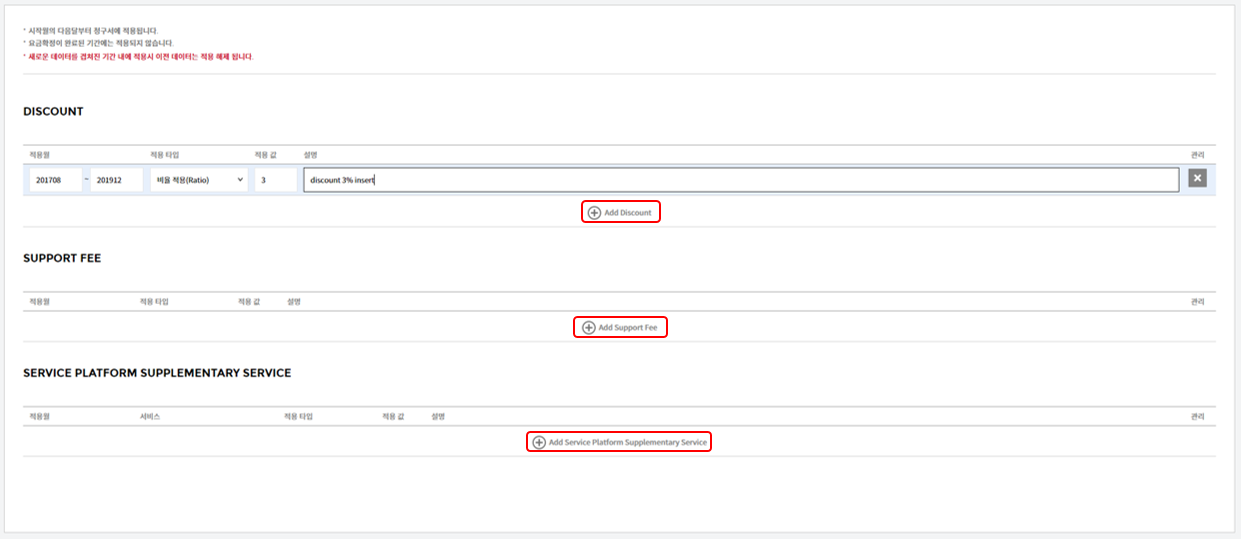 * 시작월의 다음달부터 청구서에 적용됩니다.
* 요금확정이 완료된 기간에는 적용되지 않습니다.
* 새로운 데이터를 겹쳐진 기간 내에 적용시 이전 데이터는 적용 해제 됩니다.
DISCOUNT
적용월 적용 타입 적용 값 설명 관리
201708 ~ 201912 비율 적용(Ratio) 3 discount 3% insert
Add Discount
SUPPORT FEE
적용월 적용 타입 적용 값 설명 관리
Add Support Fee
SERVICE PLATFORM SUPPLEMENTARY SERVICE
적용월 서비스 적용 타입 적용 값 설명 관리
Add Service Platform Supplementary Service